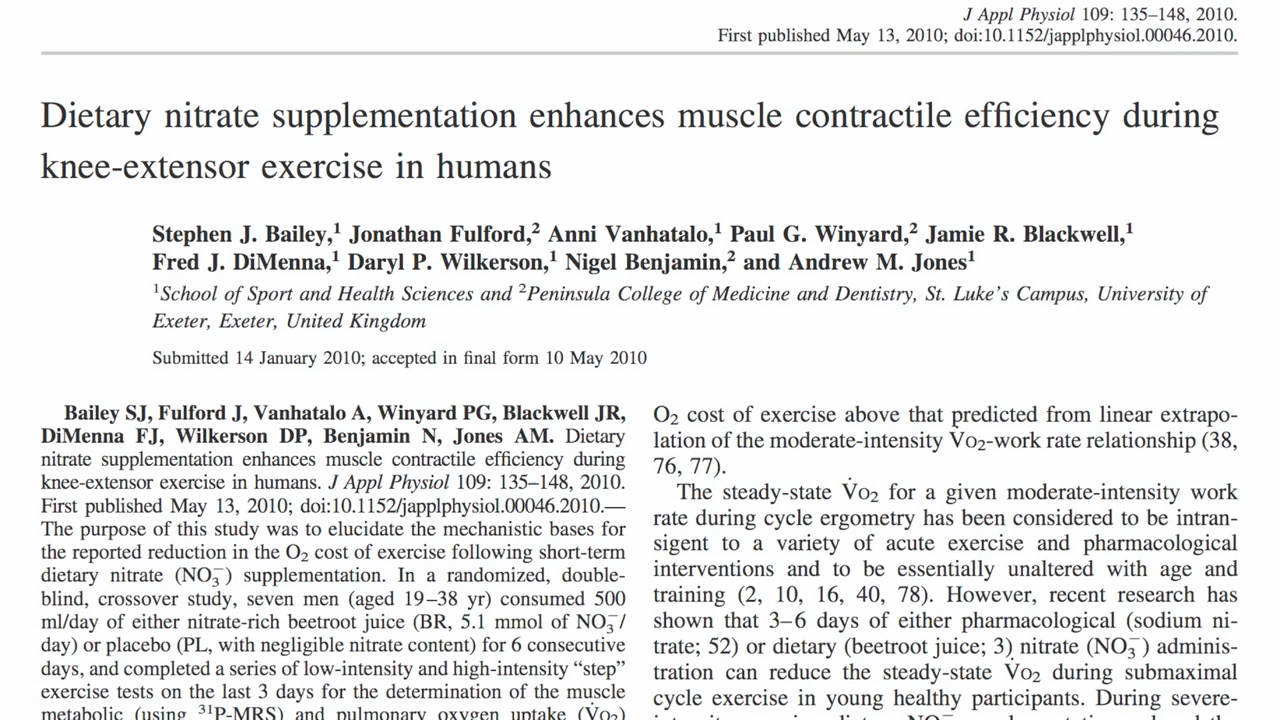 J Appl Physiol 109: 135–148, 2010.
First published May 13, 2010; doi:10.1152/japplphysiol.00046.2010.
Dietary nitrate supplementation enhances muscle contractile efficiency during
knee-extensor exercise in humans
Stephen J. Bailey,¹ Jonathan Fulford,² Anni Vanhatalo,¹ Paul G. Winyard,² Jamie R. Blackwell,¹
Fred J. DiMenna,¹ Daryl P. Wilkerson,¹ Nigel Benjamin,² and Andrew M. Jones¹
¹School of Sport and Health Sciences and ²Peninsula College of Medicine and Dentistry, St. Luke's Campus, University of
Exeter, Exeter, United Kingdom
Submitted 14 January 2010; accepted in final form 10 May 2010
Bailey SJ, Fulford J, Vanhatalo A, Winyard PG, Blackwell JR,
DiMenna FJ, Wilkerson DP, Benjamin N, Jones AM. Dietary
nitrate supplementation enhances muscle contractile efficiency during
knee-extensor exercise in humans. J Appl Physiol 109: 135–148, 2010.
First published May 13, 2010; doi:10.1152/japplphysiol.00046.2010.—
The purpose of this study was to elucidate the mechanistic bases for
the reported reduction in the O₂ cost of exercise following short-term
dietary nitrate (NO₃⁻) supplementation. In a randomized, double-
blind, crossover study, seven men (aged 19–38 yr) consumed 500
ml/day of either nitrate-rich beetroot juice (BR, 5.1 mmol of NO₃⁻/
day) or placebo (PL, with negligible nitrate content) for 6 consecutive
days, and completed a series of low-intensity and high-intensity “step”
exercise tests on the last 3 days for the determination of the muscle
metabolic (using ³¹P-MRS) and pulmonary oxygen uptake (V̇o₂)
O₂ cost of exercise above that predicted from linear extrapo-
lation of the moderate-intensity V̇o₂-work rate relationship (38,
76, 77).
The steady-state V̇o₂ for a given moderate-intensity work
rate during cycle ergometry has been considered to be intran-
sigent to a variety of acute exercise and pharmacological
interventions and to be essentially unaltered with age and
training (2, 10, 16, 40, 78). However, recent research has
shown that 3–6 days of either pharmacological (sodium ni-
trate; 52) or dietary (beetroot juice; 3) nitrate (NO₃⁻) adminis-
tration can reduce the steady-state V̇o₂ during submaximal
cycle exercise in young healthy participants. During severe-